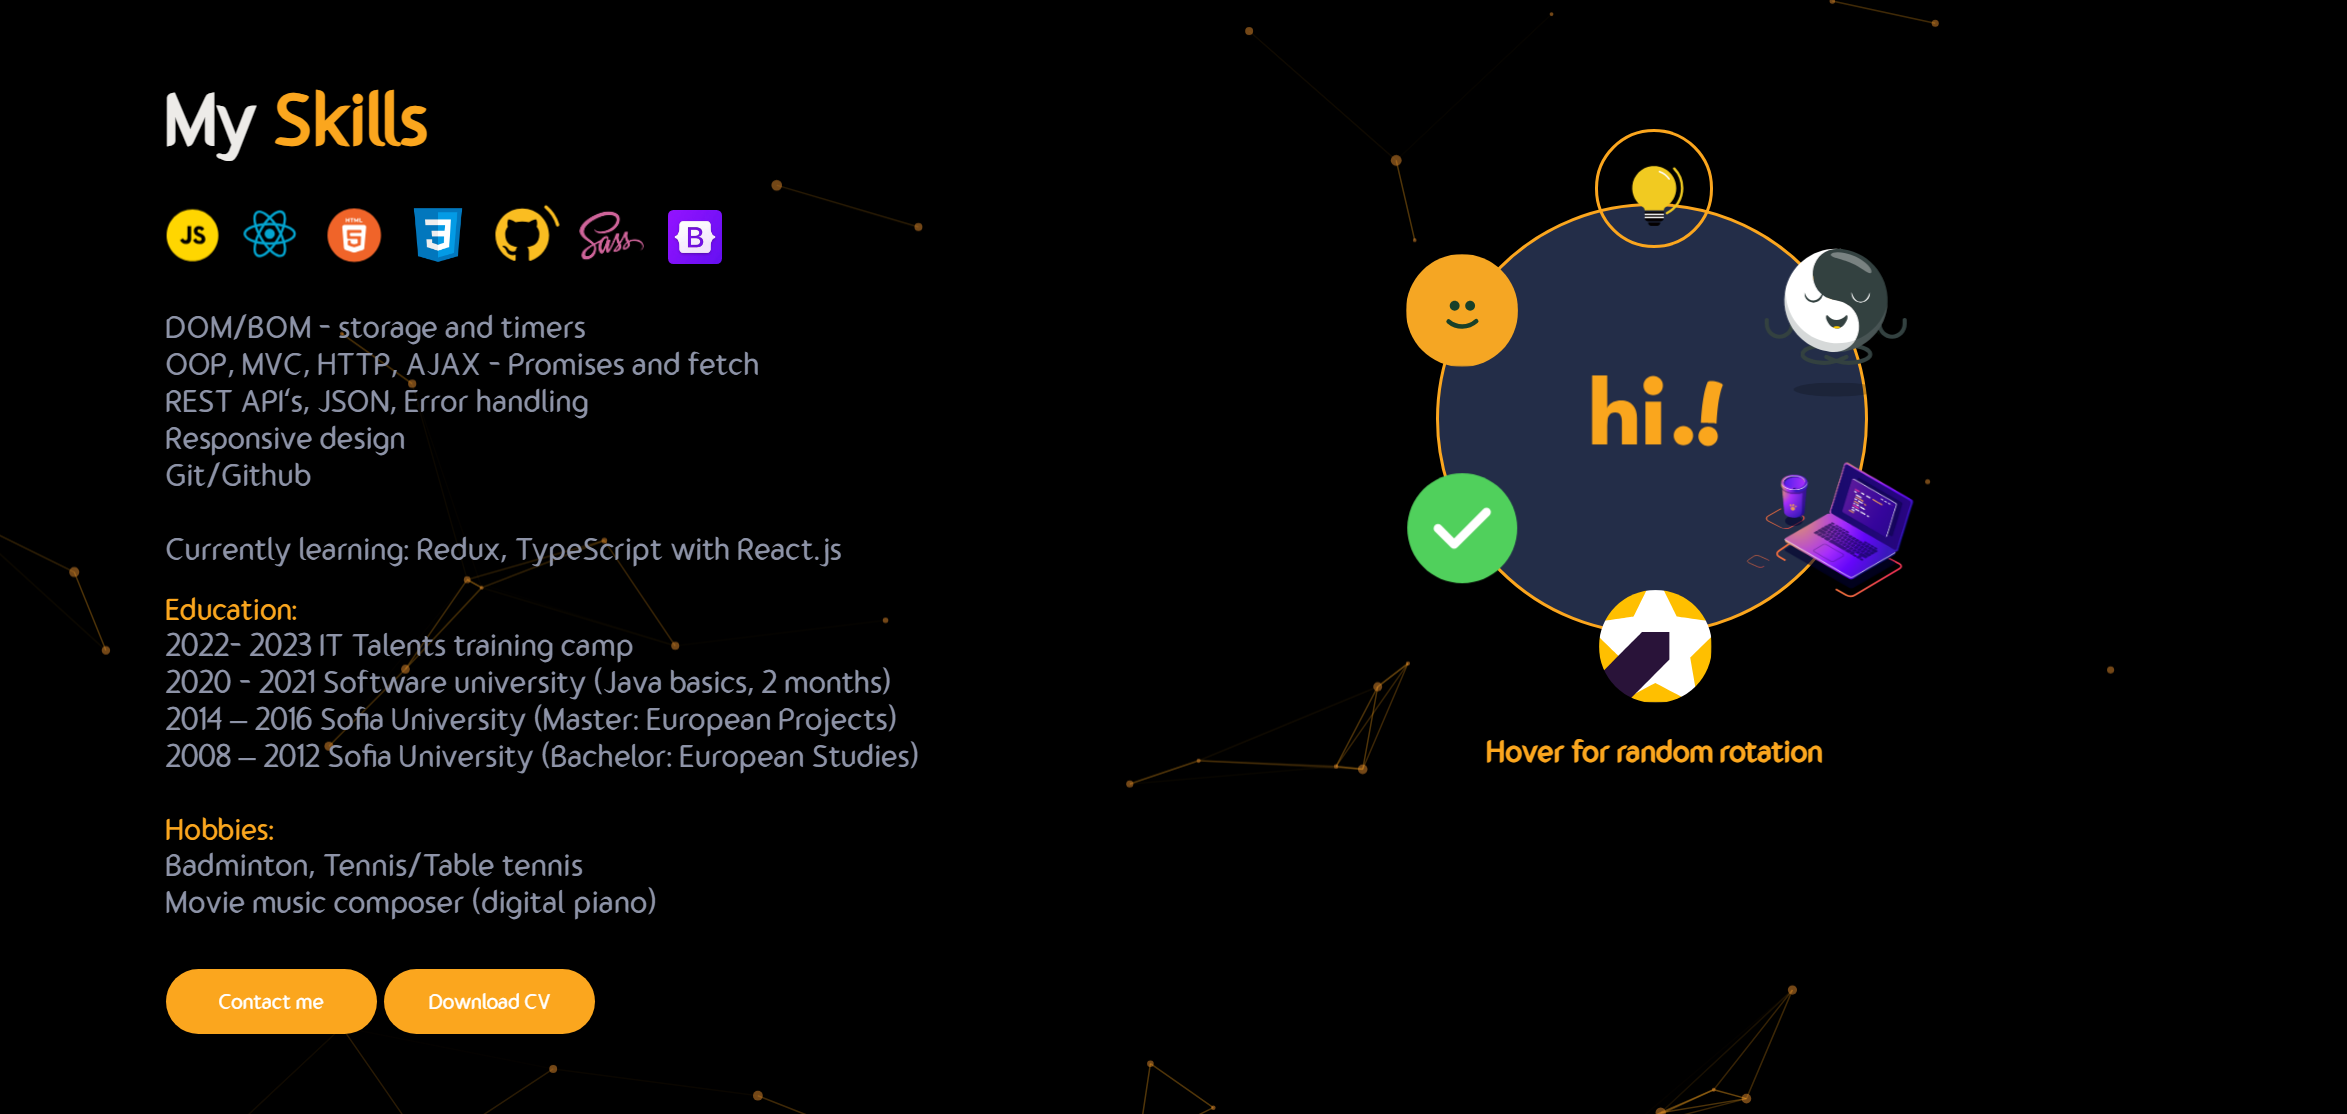 My Skills
JS
HTML
5
3
Sass
B
DOM/BOM - storage and timers
OOP, MVC, HTTP, AJAX - Promises and fetch
REST API's, JSON, Error handling
Responsive design
Git/Github
Currently learning: Redux, TypeScript with React.js
Education:
2022- 2023 IT Talents training camp
2020 - 2021 Software university (Java basics, 2 months)
2014 – 2016 Sofia University (Master: European Projects)
2008 – 2012 Sofia University (Bachelor: European Studies)
Hobbies:
Badminton, Tennis/Table tennis
Movie music composer (digital piano)
Contact me
Download CV
hi.!
Hover for random rotation